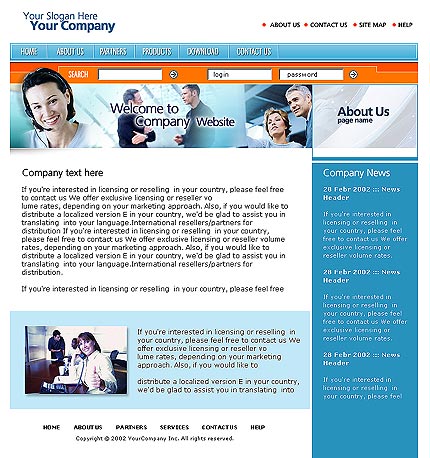 Your Slogan Here
Your Company
ABOUT US CONTACT US SITE MAP HELP
HOME ABOUT US PARTNERS PRODUCTS DOWNLOAD CONTACT US
SEARCH login password
Welcome to
Company Website
About Us
page name
Company text here
If you're interested in licensing or reselling in your country, please feel free
to contact us We offer exclusive licensing or reseller vo
lume rates, depending on your marketing approach. Also, if you would like to
distribute a localized version E in your country, we'd be glad to assist you in
translating into your language.International resellers/partners for
distribution If you're interested in licensing or reselling in your country,
please feel free to contact us We offer exclusive licensing or reseller volume
rates, depending on your marketing approach. Also, if you would like to
distribute a localized version E in your country, we'd be glad to assist you in
translating into your language.International resellers/partners for
distribution.
If you're interested in licensing or reselling in your country, please feel free
If you're interested in licensing or reselling in
your country, please feel free to contact us We
offer exclusive licensing or reseller vo
lume rates, depending on your marketing
approach. Also, if you would like to
distribute a localized version E in your country,
we'd be glad to assist you in translating into
Company News
28 Febr 2002 ::: News
Header
If you're interested in
licensing or reselling in
your country, please feel
free to contact us We offer
exclusive licensing or
reseller volume rates.
28 Febr 2002 ::: News
Header
If you're interested in
licensing or reselling in
your country, please feel
free to contact us We offer
exclusive licensing or
reseller volume rates.
28 Febr 2002 ::: News
Header
If you're interested in
licensing or reselling in
your country, please feel
HOME ABOUT US PARTNERS SERVICES CONTACT US HELP
Copyright © 2002 YourCompany Inc. All rights reserved.